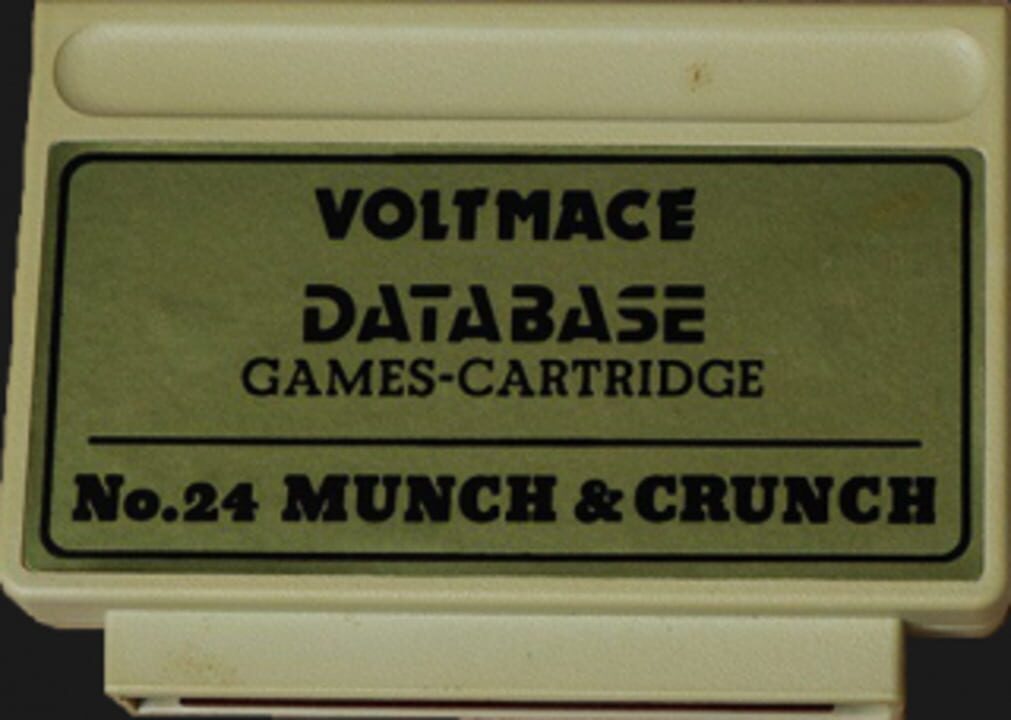 VOLTMACE
DATABASE
GAMES-CARTRIDGE
No.24 MUNCH & CRUNCH